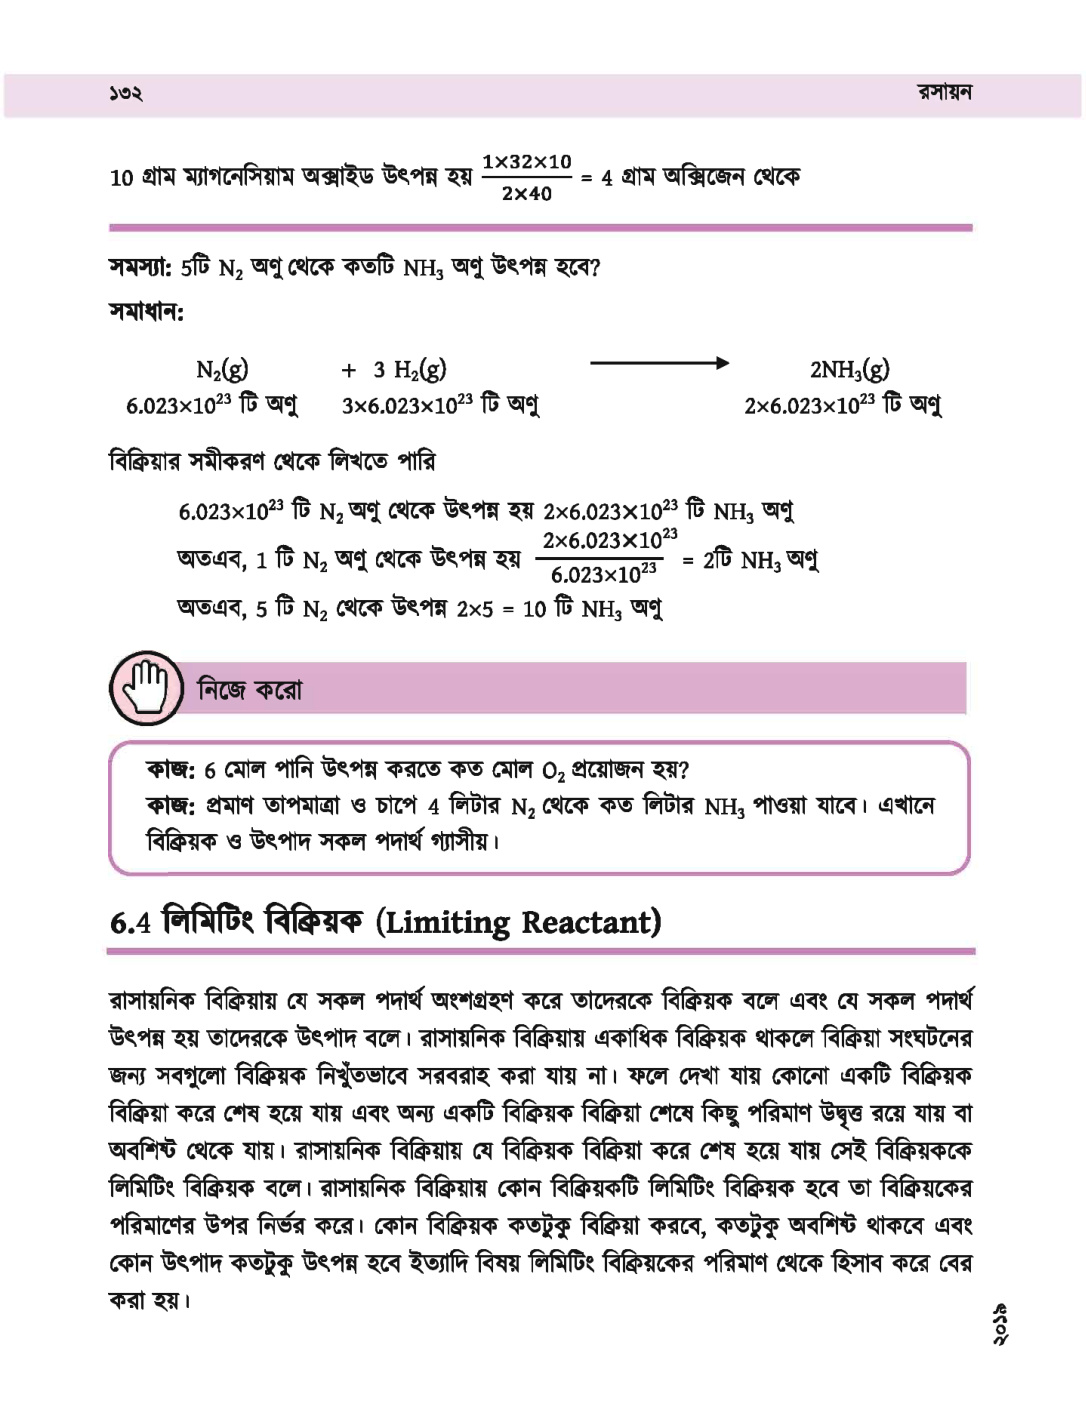 ১৩২ রসায়ন
10 গ্রাম ম্যাগনেসিয়াম অক্সাইড উৎপন্ন হয় 1×32×10/2×40 = 4 গ্রাম অক্সিজেন থেকে
সমস্যা: 5টি N₂ অণু থেকে কতটি NH₃ অণু উৎপন্ন হবে?
সমাধান:
N₂(g) + 3 H₂(g) ⟶ 2NH₃(g)
6.023×10²³ টি অণু 3×6.023×10²³ টি অণু 2×6.023×10²³ টি অণু
বিক্রিয়ার সমীকরণ থেকে লিখতে পারি
6.023×10²³ টি N₂ অণু থেকে উৎপন্ন হয় 2×6.023×10²³ টি NH₃ অণু
অতএব, 1 টি N₂ অণু থেকে উৎপন্ন হয় 2×6.023×10²³/6.023×10²³ = 2টি NH₃ অণু
অতএব, 5 টি N₂ থেকে উৎপন্ন 2×5 = 10 টি NH₃ অণু
নিজে করো
কাজ: 6 মোল পানি উৎপন্ন করতে কত মোল O₂ প্রয়োজন হয়?
কাজ: প্রমাণ তাপমাত্রা ও চাপে 4 লিটার N₂ থেকে কত লিটার NH₃ পাওয়া যাবে। এখানে
বিক্রিয়ক ও উৎপাদ সকল পদার্থ গ্যাসীয়।
6.4 লিমিটিং বিক্রিয়ক (Limiting Reactant)
রাসায়নিক বিক্রিয়ায় যে সকল পদার্থ অংশগ্রহণ করে তাদেরকে বিক্রিয়ক বলে এবং যে সকল পদার্থ
উৎপন্ন হয় তাদেরকে উৎপাদ বলে। রাসায়নিক বিক্রিয়ায় একাধিক বিক্রিয়ক থাকলে বিক্রিয়া সংঘটনের
জন্য সবগুলো বিক্রিয়ক নিখুঁতভাবে সরবরাহ করা যায় না। ফলে দেখা যায় কোনো একটি বিক্রিয়ক
বিক্রিয়া করে শেষ হয়ে যায় এবং অন্য একটি বিক্রিয়ক বিক্রিয়া শেষে কিছু পরিমাণ উদ্বৃত্ত রয়ে যায় বা
অবশিষ্ট থেকে যায়। রাসায়নিক বিক্রিয়ায় যে বিক্রিয়ক বিক্রিয়া করে শেষ হয়ে যায় সেই বিক্রিয়ককে
লিমিটিং বিক্রিয়ক বলে। রাসায়নিক বিক্রিয়ায় কোন বিক্রিয়কটি লিমিটিং বিক্রিয়ক হবে তা বিক্রিয়কের
পরিমাণের উপর নির্ভর করে। কোন বিক্রিয়ক কতটুকু বিক্রিয়া করবে, কতটুকু অবশিষ্ট থাকবে এবং
কোন উৎপাদ কতটুকু উৎপন্ন হবে ইত্যাদি বিষয় লিমিটিং বিক্রিয়কের পরিমাণ থেকে হিসাব করে বের
করা হয়।
২০১৯